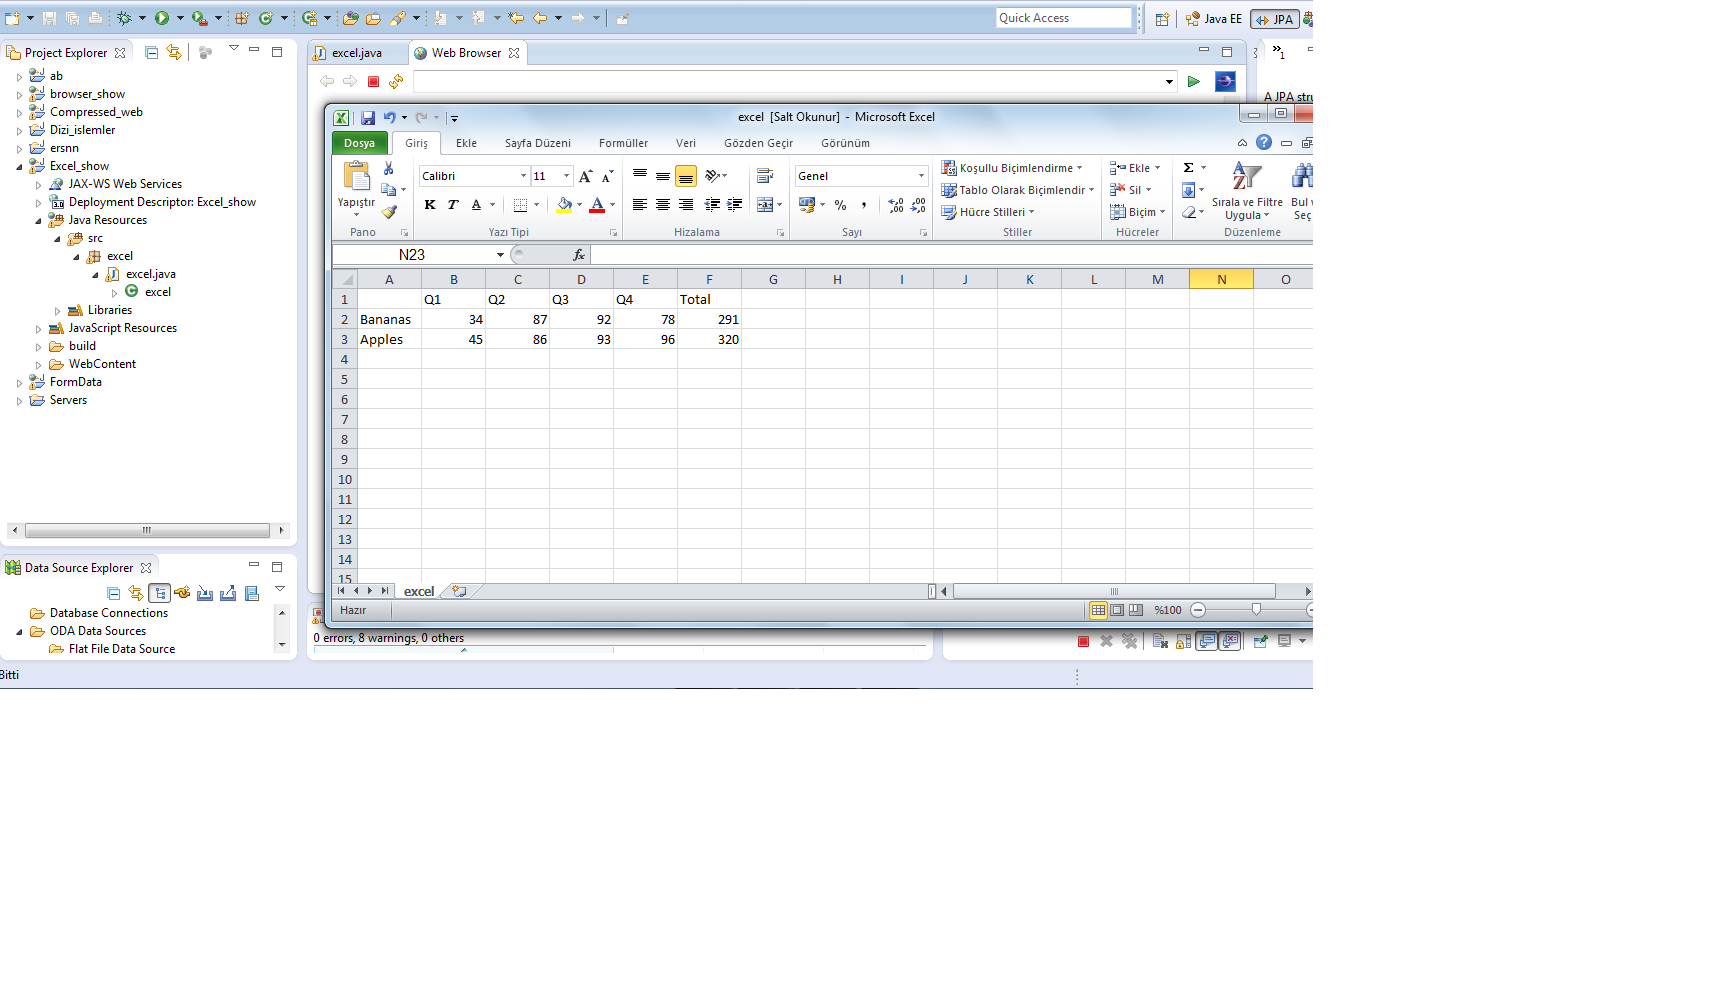 Quick Access
Java EE
JPA
Project Explorer
excel.java
Web Browser
1
ab
browser_show
Compressed_web
Dizi_islemler
ersnn
Excel_show
JAX-WS Web Services
Deployment Descriptor: Excel_show
Java Resources
src
excel
excel.java
excel
Libraries
JavaScript Resources
build
WebContent
FormData
Servers
A JPA stru
excel [Salt Okunur] - Microsoft Excel
Dosya Giriş Ekle Sayfa Düzeni Formüller Veri Gözden Geçir Görünüm
Yapıştır
Pano
Calibri 11
K T A
Yazı Tipi
Hizalama
Genel
%
Sayı
Koşullu Biçimlendirme
Tablo Olarak Biçimlendir
Hücre Stilleri
Stiller
Ekle
Sil
Biçim
Hücreler
Σ
Sırala ve Filtre
Uygula
Bul v
Seç
Düzenleme
N23 fx
A B C D E F G H I J K L M N O
1 Q1 Q2 Q3 Q4 Total
2 Bananas 34 87 92 78 291
3 Apples 45 86 93 96 320
4
5
6
7
8
9
10
11
12
13
14
15
excel
Hazır %100
Data Source Explorer
Database Connections
ODA Data Sources
Flat File Data Source
0 errors, 8 warnings, 0 others
Bitti